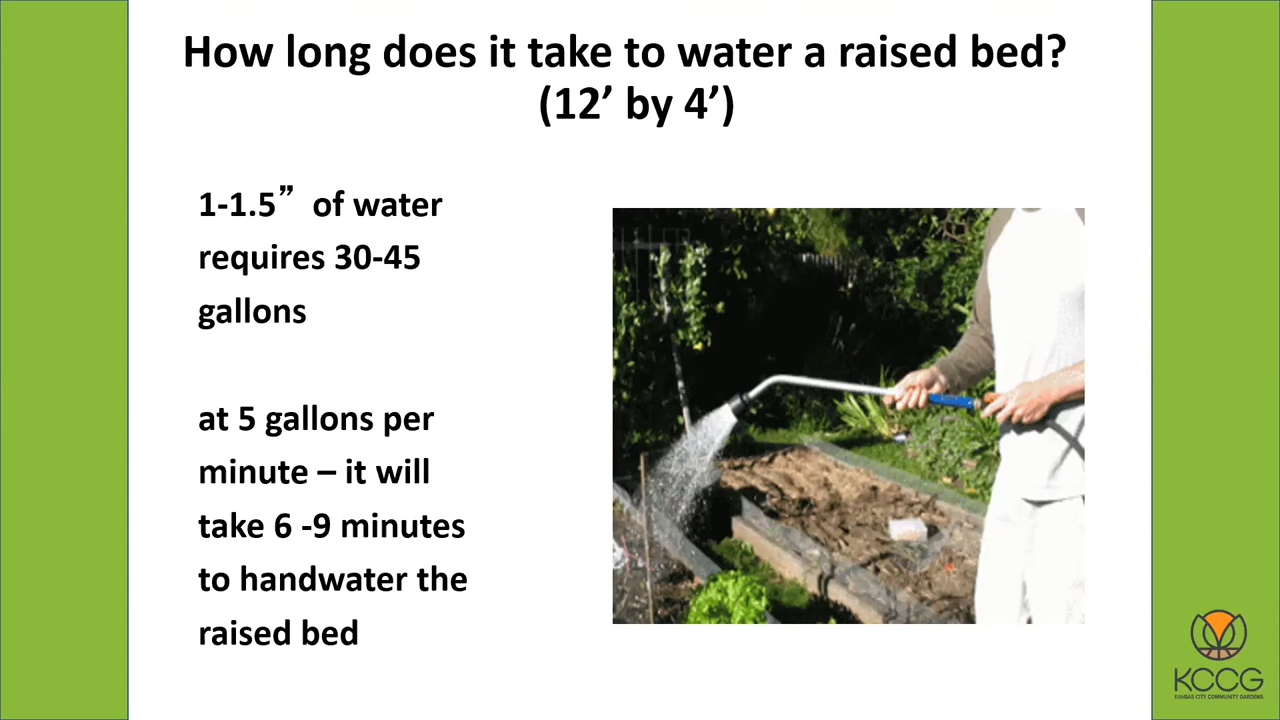 How long does it take to water a raised bed?
(12’ by 4’)
1-1.5” of water
requires 30-45
gallons
at 5 gallons per
minute – it will
take 6 -9 minutes
to handwater the
raised bed
KCCG
KANSAS CITY COMMUNITY GARDENS